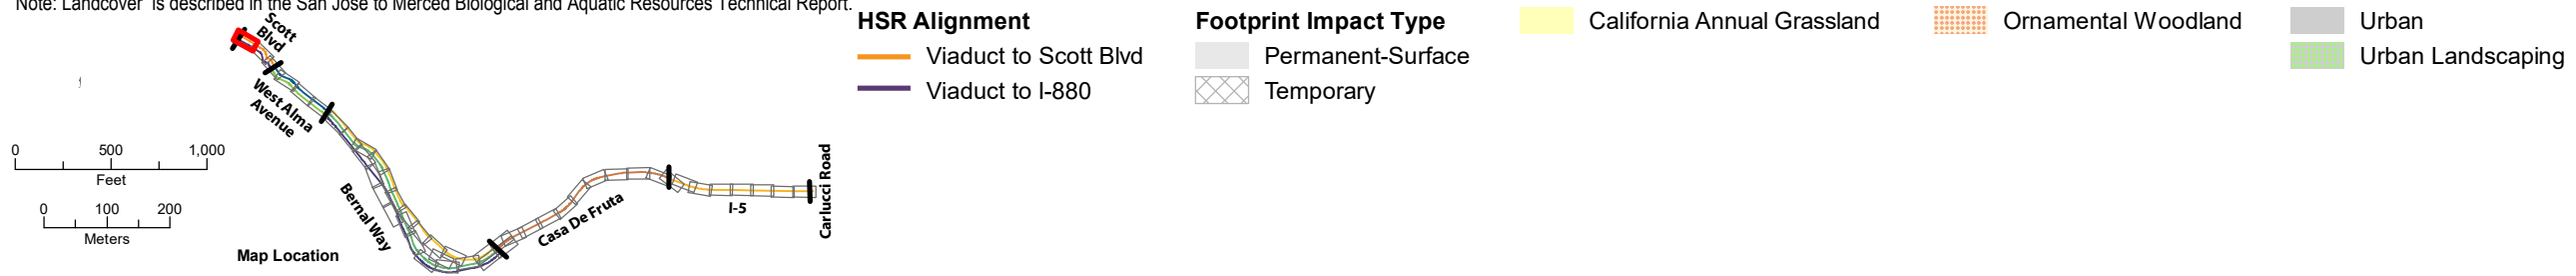 Note: Landcover is described in the San Jose to Merced Biological and Aquatic Resources Technical Report.
Scott
Blvd
West Alma
Avenue
Bernal Way
Casa De Fruta
I-5
Carlucci Road
0 500 1,000
Feet
0 100 200
Meters
Map Location
HSR Alignment
Viaduct to Scott Blvd
Viaduct to I-880
Footprint Impact Type
Permanent-Surface
Temporary
California Annual Grassland
Ornamental Woodland
Urban
Urban Landscaping